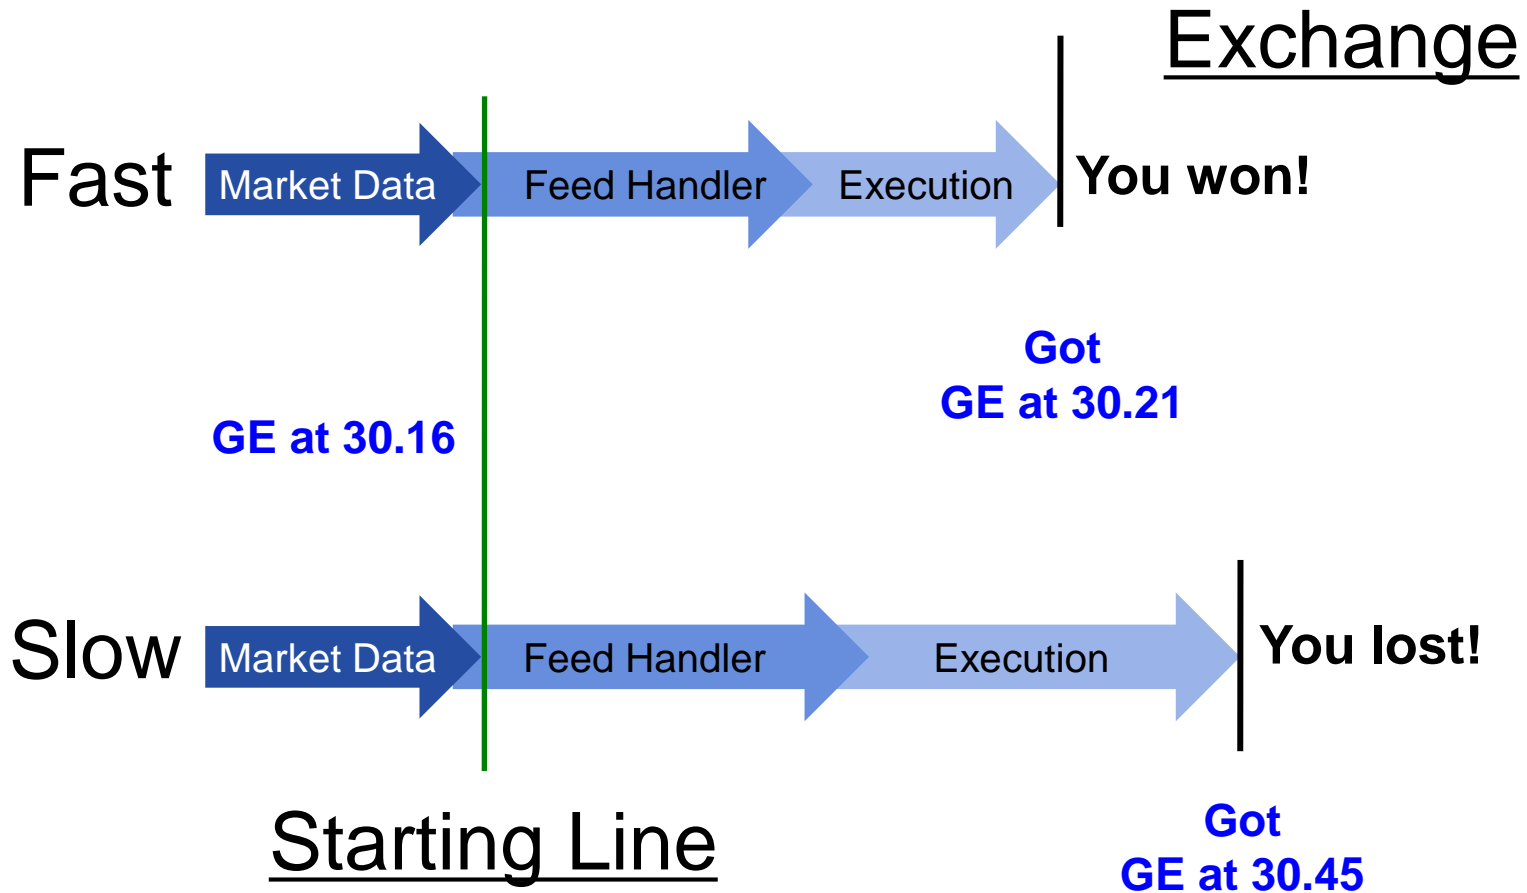 Exchange
Fast
Market Data
Feed Handler
Execution
You won!
Got
GE at 30.21
GE at 30.16
Slow
Market Data
Feed Handler
Execution
You lost!
Starting Line
Got
GE at 30.45